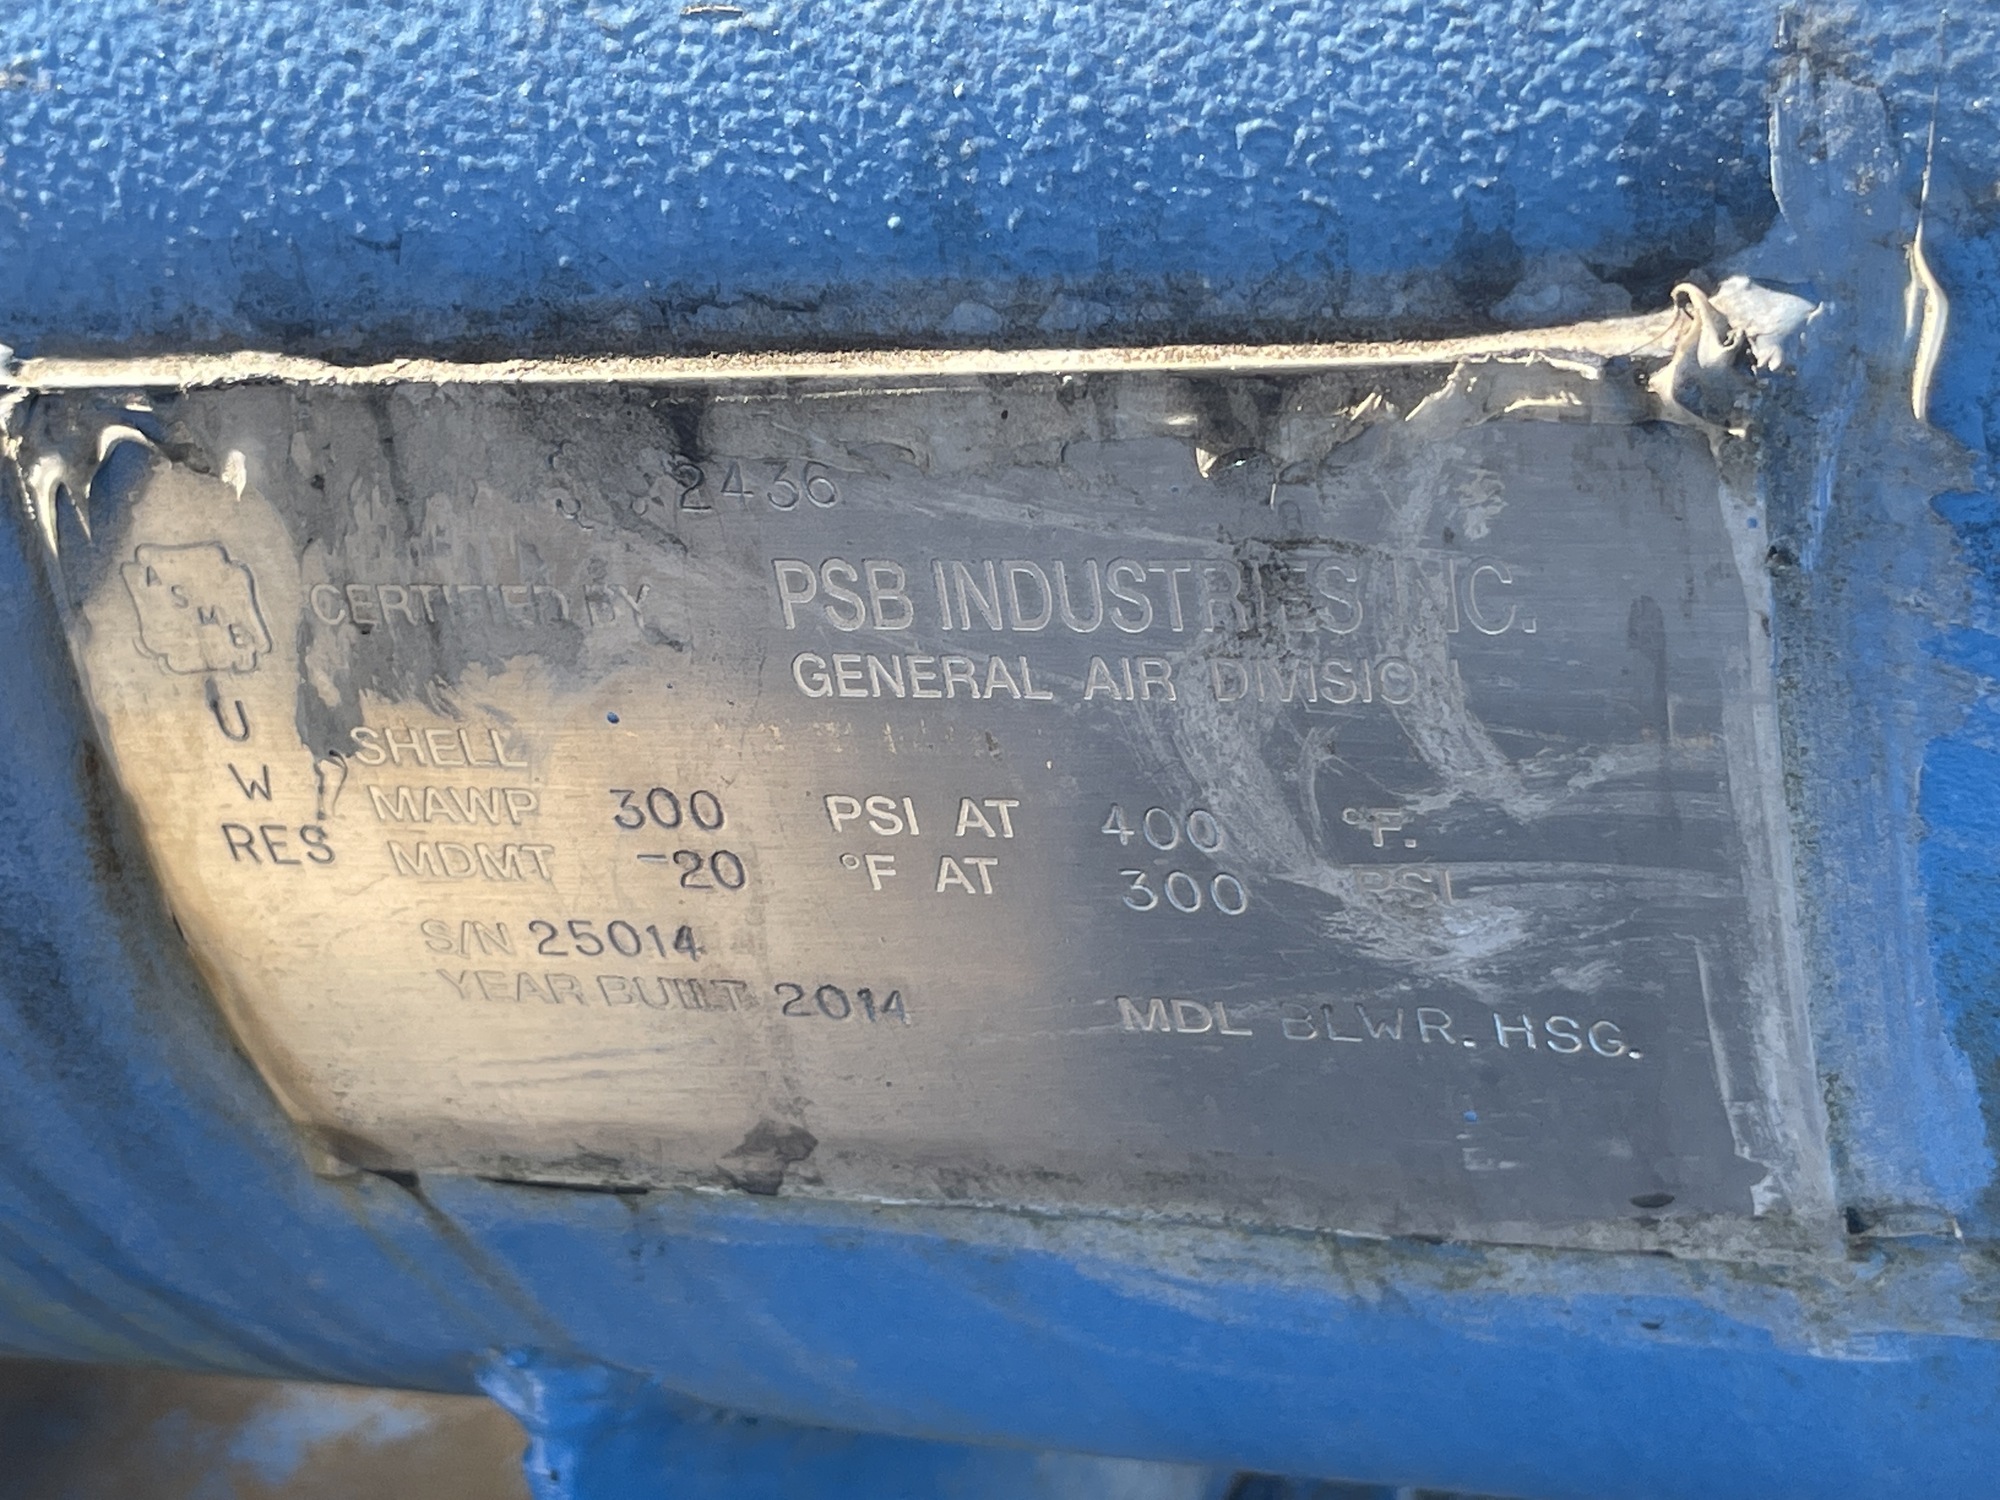 2436
ASME
CERTIFIED BY PSB INDUSTRIES INC.
GENERAL AIR DIVISION
U
W
RES
SHELL
MAWP 300 PSI AT 400 °F.
MDMT -20 °F AT 300 PSI
S/N 25014
YEAR BUILT 2014 MDL BLWR. HSG.